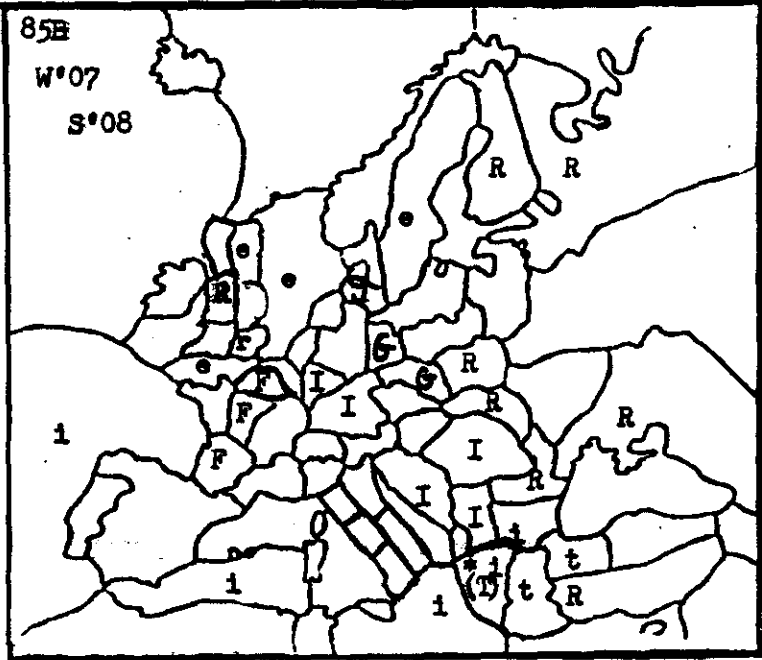 85B
W'07
S'08
R R
e
e
e
R
F G
R
e F I G
I R
F R
i I
F
R
I
I i
* i t
i (T) t R
i